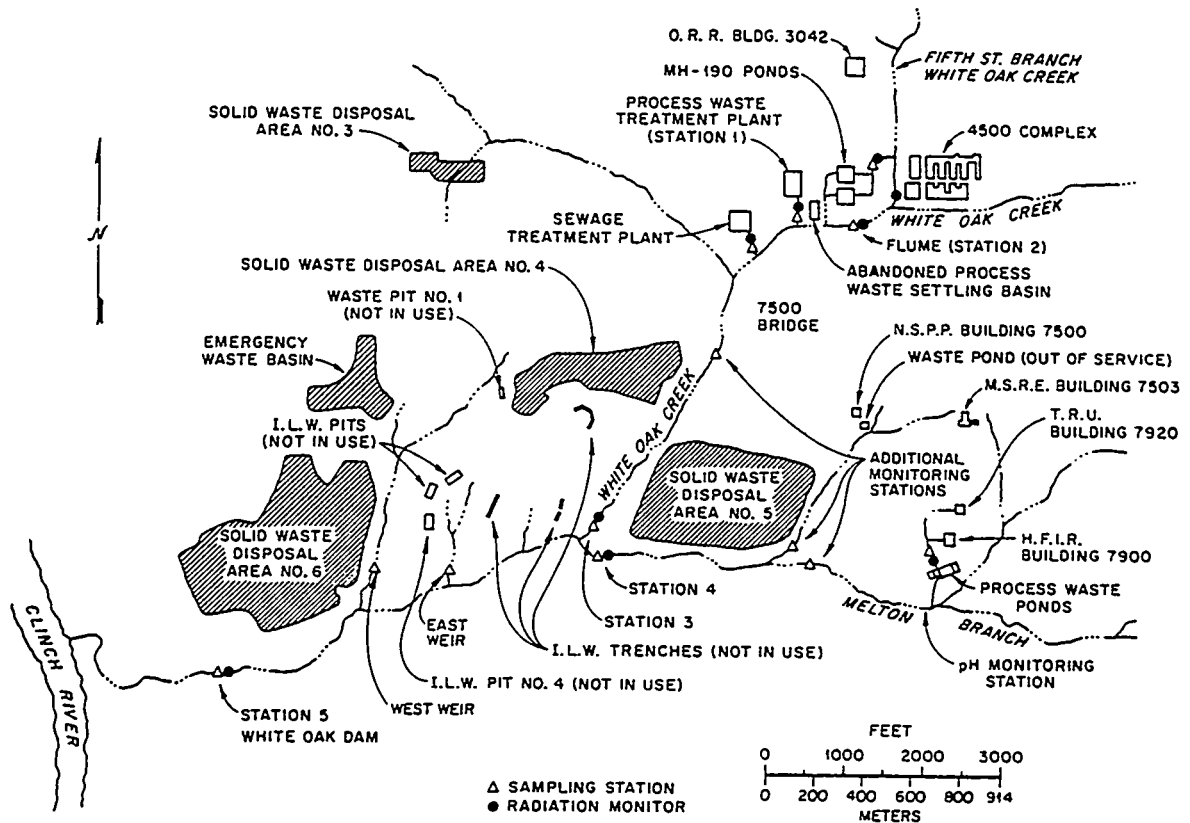 O.R.R. BLDG. 3042
FIFTH ST. BRANCH
WHITE OAK CREEK
MH-190 PONDS
PROCESS WASTE
TREATMENT PLANT
(STATION 1)
SOLID WASTE DISPOSAL
AREA NO. 3
4500 COMPLEX
WHITE OAK CREEK
SEWAGE
TREATMENT PLANT
FLUME (STATION 2)
N
SOLID WASTE DISPOSAL AREA NO. 4
ABANDONED PROCESS
WASTE SETTLING BASIN
WASTE PIT NO. 1
(NOT IN USE)
7500
BRIDGE
N.S.P.P. BUILDING 7500
EMERGENCY
WASTE BASIN
WASTE POND (OUT OF SERVICE)
M.S.R.E. BUILDING 7503
T.R.U.
BUILDING 7920
I.L.W. PITS
(NOT IN USE)
WHITE OAK CREEK
ADDITIONAL
MONITORING
STATIONS
SOLID WASTE
DISPOSAL
AREA NO. 5
SOLID WASTE
DISPOSAL
AREA NO. 6
H.F.I.R.
BUILDING 7900
STATION 4
PROCESS WASTE
PONDS
MELTON BRANCH
CLINCH RIVER
EAST
WEIR
STATION 3
I.L.W. TRENCHES (NOT IN USE)
pH MONITORING
STATION
I.L.W. PIT NO. 4 (NOT IN USE)
WEST WEIR
STATION 5
WHITE OAK DAM
FEET
0 1000 2000 3000
0 200 400 600 800 914
METERS
SAMPLING STATION
RADIATION MONITOR